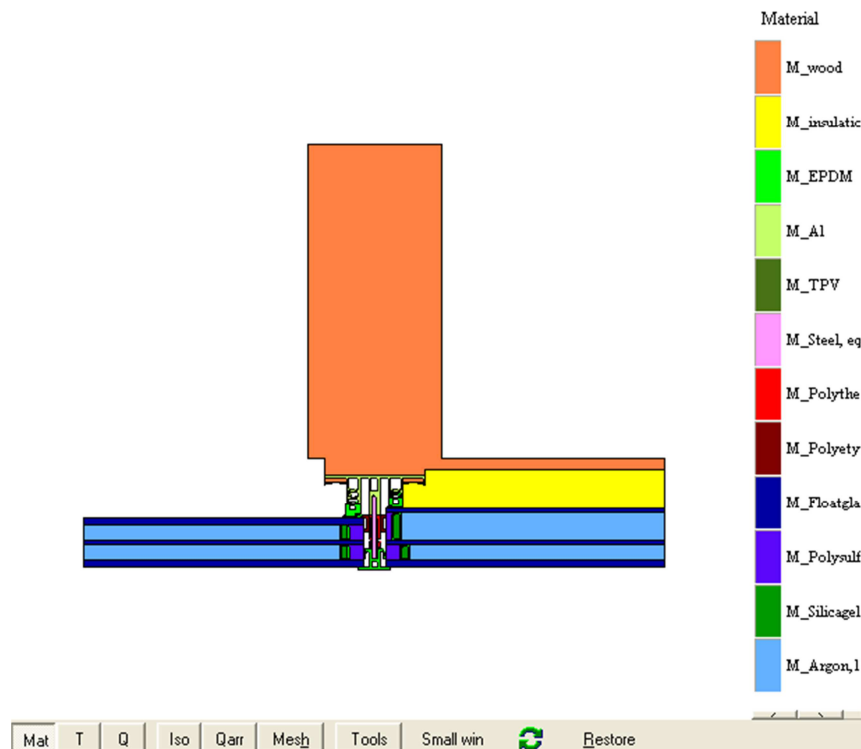 Material
M_wood
M_insulatic
M_EPDM
M_Al
M_TPV
M_Steel, eq
M_Polythe
M_Polyety
M_Floatgla
M_Polysulf
M_Silicagel
M_Argon,1
Mat T Q Iso Qarr Mesh Tools Small win Restore